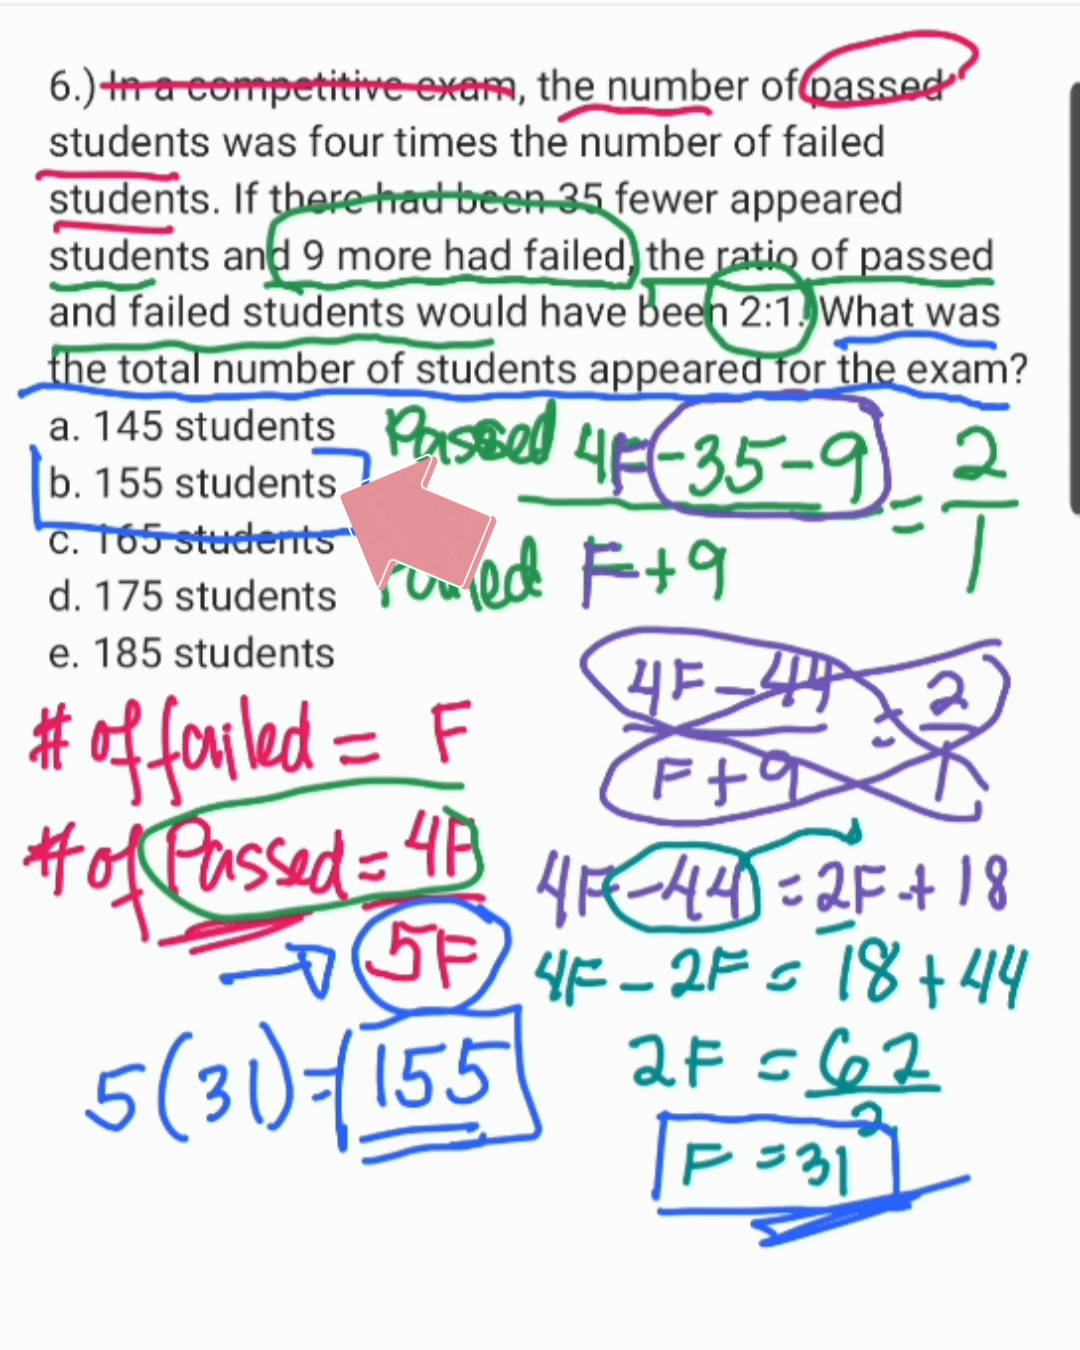 6.) In a competitive exam, the number of passed
students was four times the number of failed
students. If there had been 35 fewer appeared
students and 9 more had failed, the ratio of passed
and failed students would have been 2:1. What was
the total number of students appeared for the exam?
a. 145 students
b. 155 students
c. 165 students
d. 175 students
e. 185 students
Passed 4F-35-9 = 2
F+9 1
4F-44 = 2
F+9 1
# of failed = F
# of Passed = 4F
5F
5(31)=155
4F-44 = 2F+18
4F-2F = 18+44
2F = 62
2
F = 31